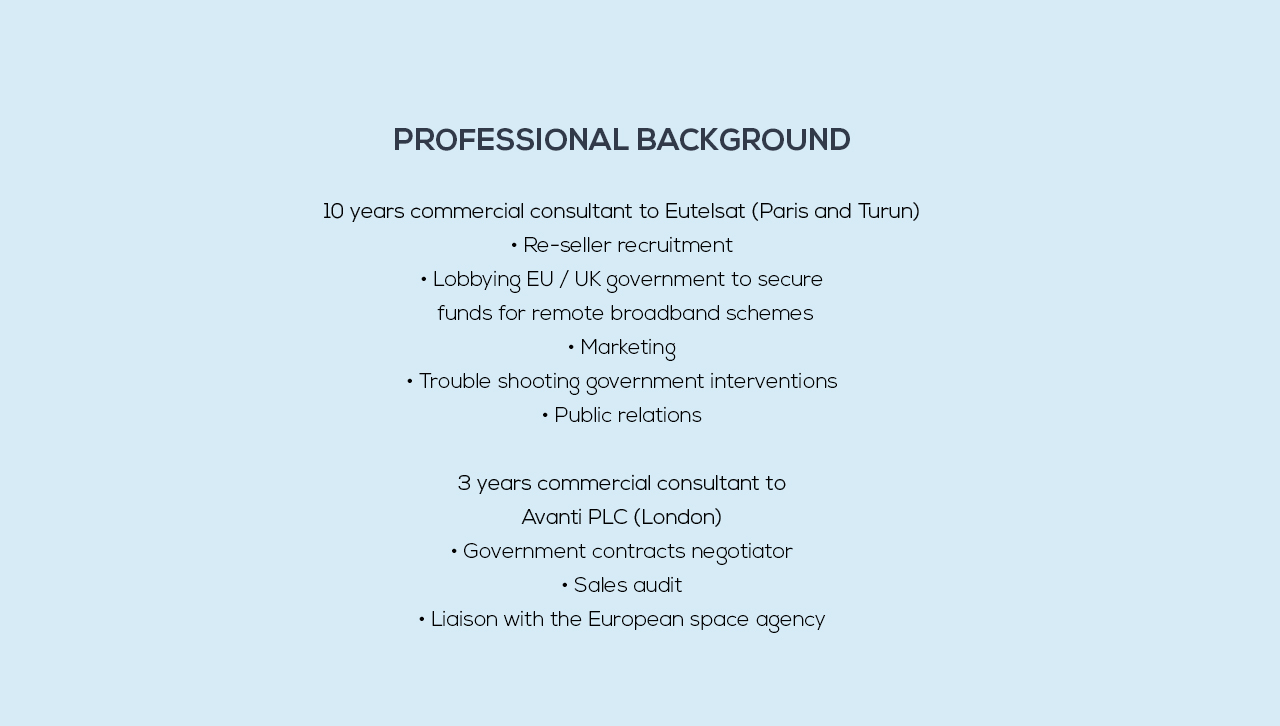 PROFESSIONAL BACKGROUND
10 years commercial consultant to Eutelsat (Paris and Turun)
• Re-seller recruitment
• Lobbying EU / UK government to secure
funds for remote broadband schemes
• Marketing
• Trouble shooting government interventions
• Public relations
3 years commercial consultant to
Avanti PLC (London)
• Government contracts negotiator
• Sales audit
• Liaison with the European space agency